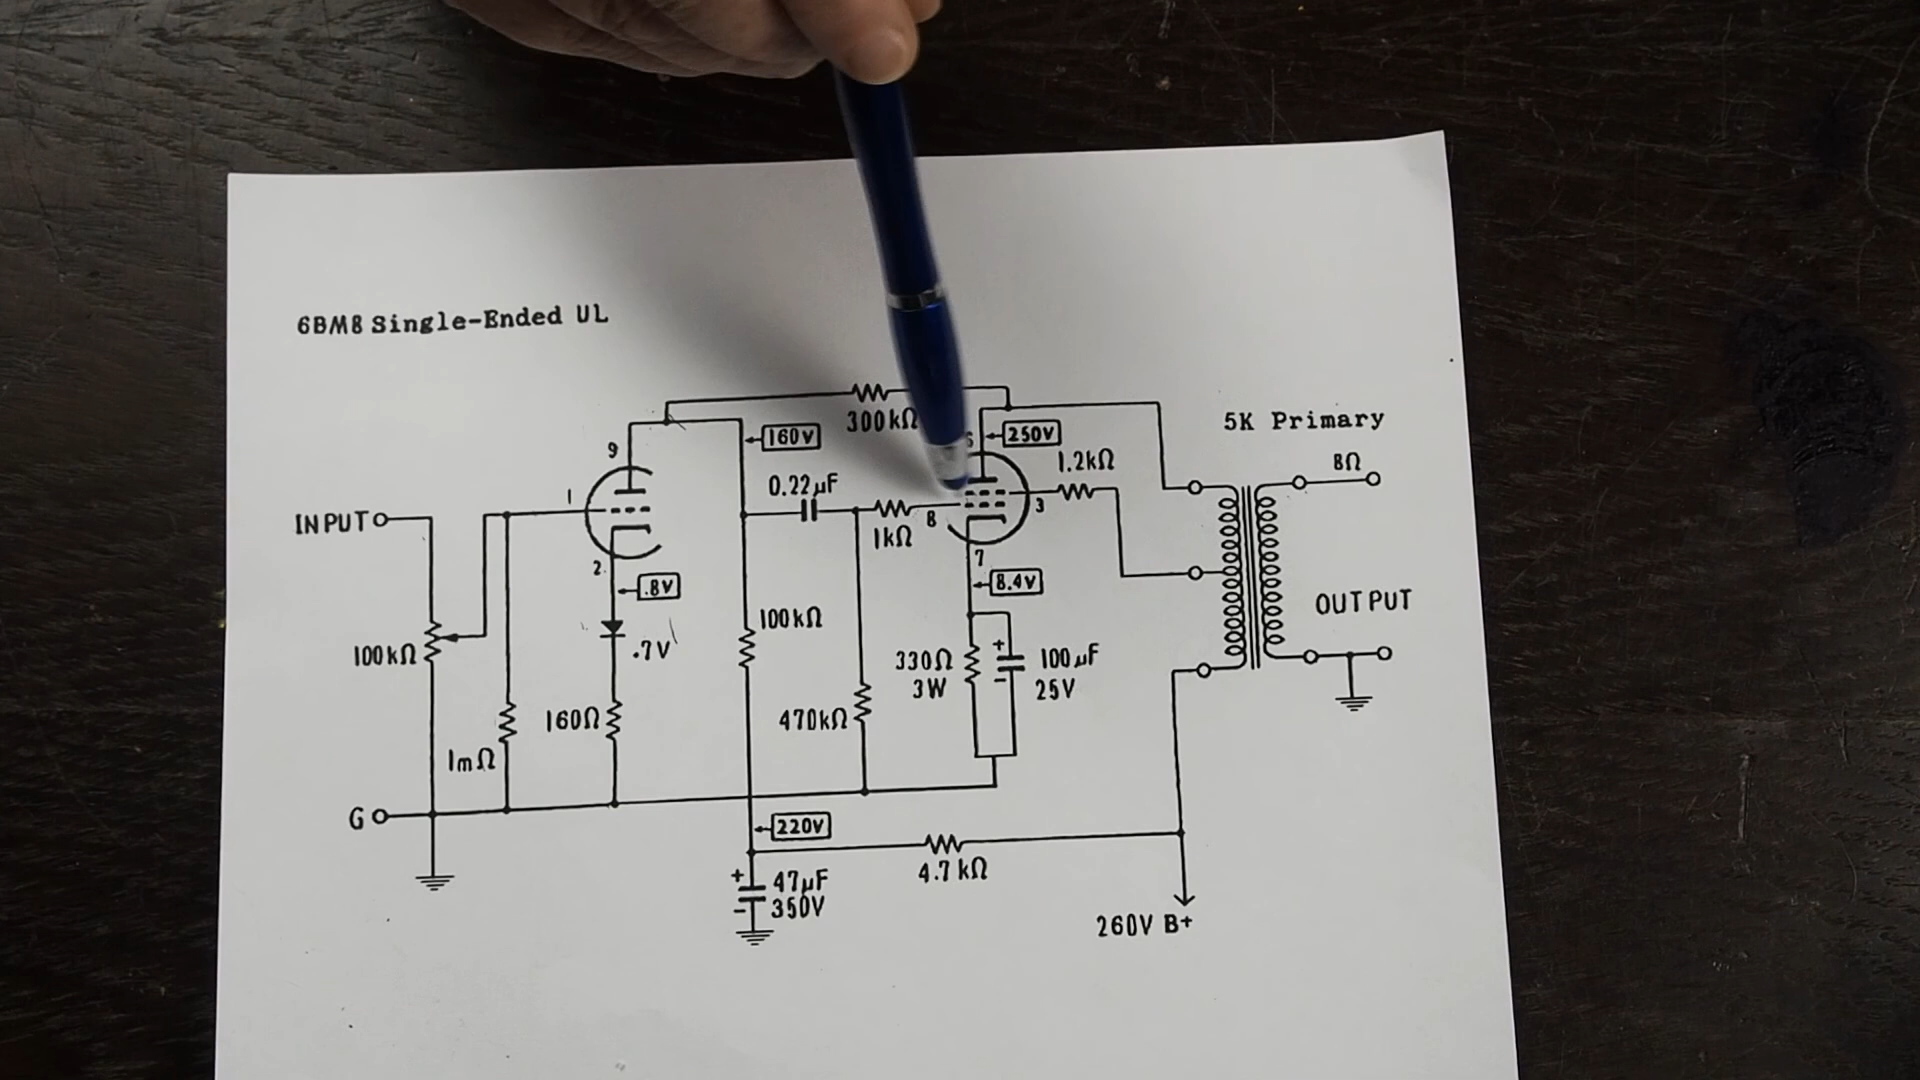 6BM8 Single-Ended UL
300kΩ
5K Primary
9
160V
6
250V
1.2kΩ
8Ω
1
0.22µF
INPUT
8
3
1kΩ
2
7
.8V
8.4V
100kΩ
OUTPUT
100kΩ
.7V
330Ω
3W
100µF
25V
160Ω
470kΩ
1mΩ
G
220V
+
47µF
350V
-
4.7kΩ
260V B+
+
-